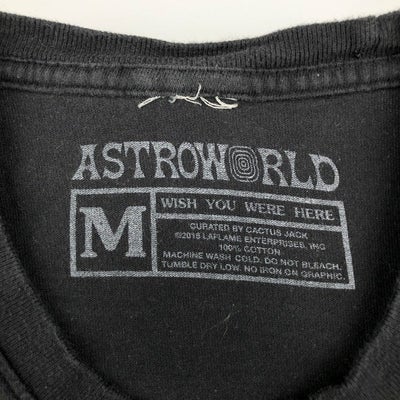 ASTROWORLD
M
WISH YOU WERE HERE
CURATED BY CACTUS JACK.
©2018 LAFLAME ENTERPRISES, INC
100% COTTON
MACHINE WASH COLD. DO NOT BLEACH.
TUMBLE DRY LOW. NO IRON ON GRAPHIC.